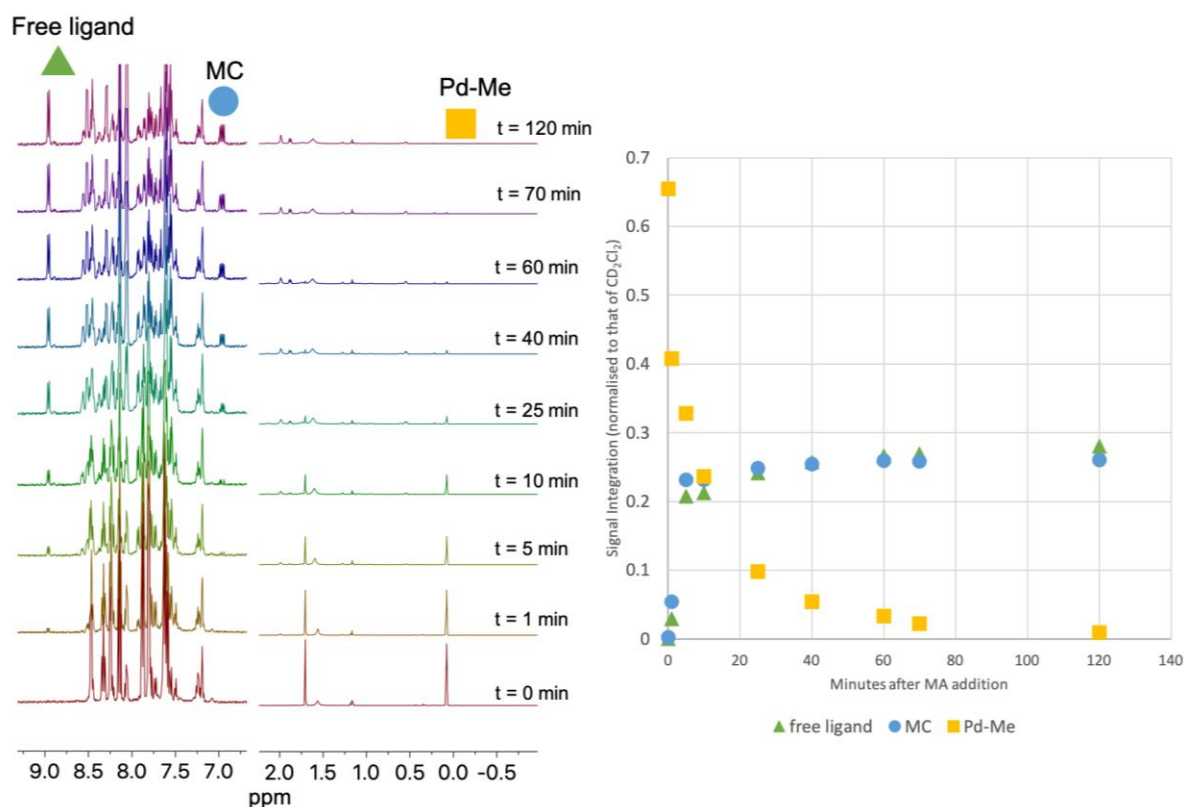 Free ligand
MC
Pd-Me
t = 120 min
t = 70 min
t = 60 min
t = 40 min
t = 25 min
t = 10 min
t = 5 min
t = 1 min
t = 0 min
9.0 8.5 8.0 7.5 7.0 2.0 1.5 1.0 0.5 0.0 -0.5
ppm
Signal Integration (normalised to that of CD₂Cl₂)
0.7
0.6
0.5
0.4
0.3
0.2
0.1
0
0 20 40 60 80 100 120 140
Minutes after MA addition
free ligand MC Pd-Me